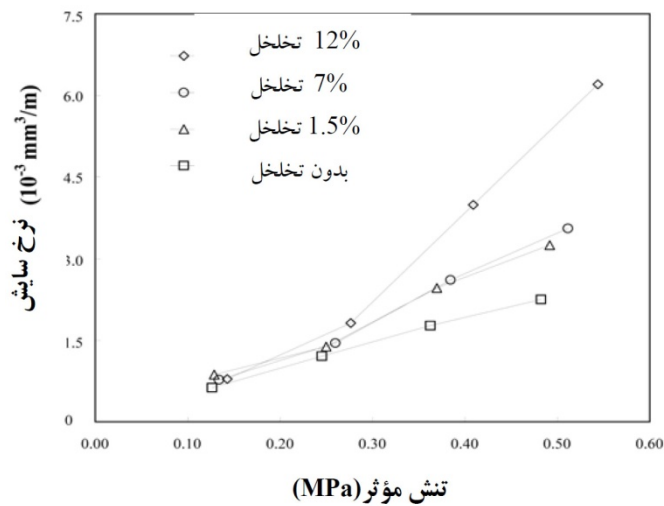 7.5
6.0
4.5
3.0
1.5
0
نرخ سایش (10⁻³ mm³/m)
12% تخلخل
7% تخلخل
1.5% تخلخل
بدون تخلخل
0.00 0.10 0.20 0.30 0.40 0.50 0.60
تنش مؤثر(MPa)